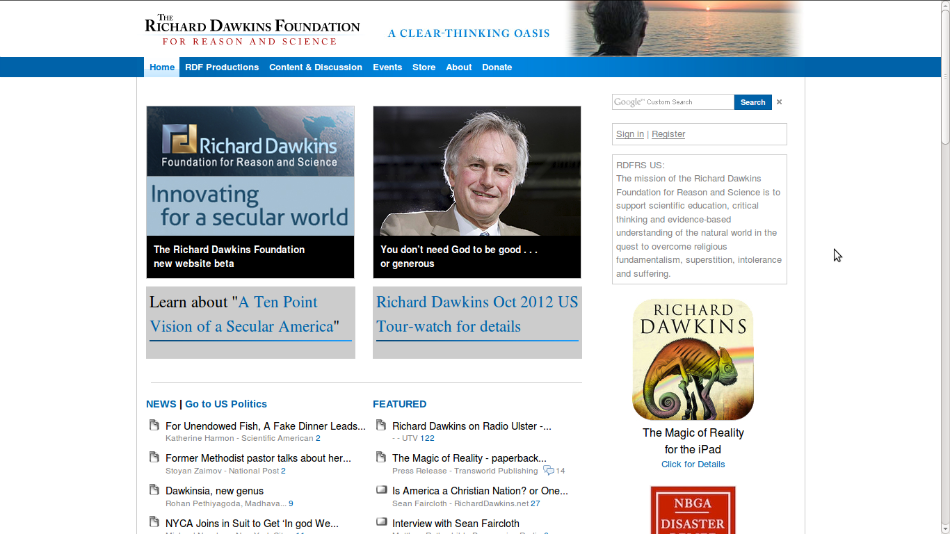 THE
RICHARD DAWKINS FOUNDATION
FOR REASON AND SCIENCE
A CLEAR-THINKING OASIS
Home RDF Productions Content & Discussion Events Store About Donate
Richard Dawkins
Foundation for Reason and Science
Innovating
for a secular world
The Richard Dawkins Foundation
new website beta
You don't need God to be good . . .
or generous
Learn about "A Ten Point
Vision of a Secular America"
Richard Dawkins Oct 2012 US
Tour-watch for details
NEWS | Go to US Politics
For Unendowed Fish, A Fake Dinner Leads...
Katherine Harmon - Scientific American 2
Former Methodist pastor talks about her...
Stoyan Zaimov - National Post 2
Dawkinsia, new genus
Rohan Pethiyagoda, Madhava... 9
NYCA Joins in Suit to Get 'In god We...
FEATURED
Richard Dawkins on Radio Ulster -...
- - UTV 122
The Magic of Reality - paperback...
Press Release - Transworld Publishing 14
Is America a Christian Nation? or One...
Sean Faircloth - RichardDawkins.net 27
Interview with Sean Faircloth
Google™ Custom Search Search
Sign in | Register
RDFRS US:
The mission of the Richard Dawkins
Foundation for Reason and Science is to
support scientific education, critical
thinking and evidence-based
understanding of the natural world in the
quest to overcome religious
fundamentalism, superstition, intolerance
and suffering.
RICHARD
DAWKINS
The Magic of Reality
for the iPad
Click for Details
NBGA
DISASTER